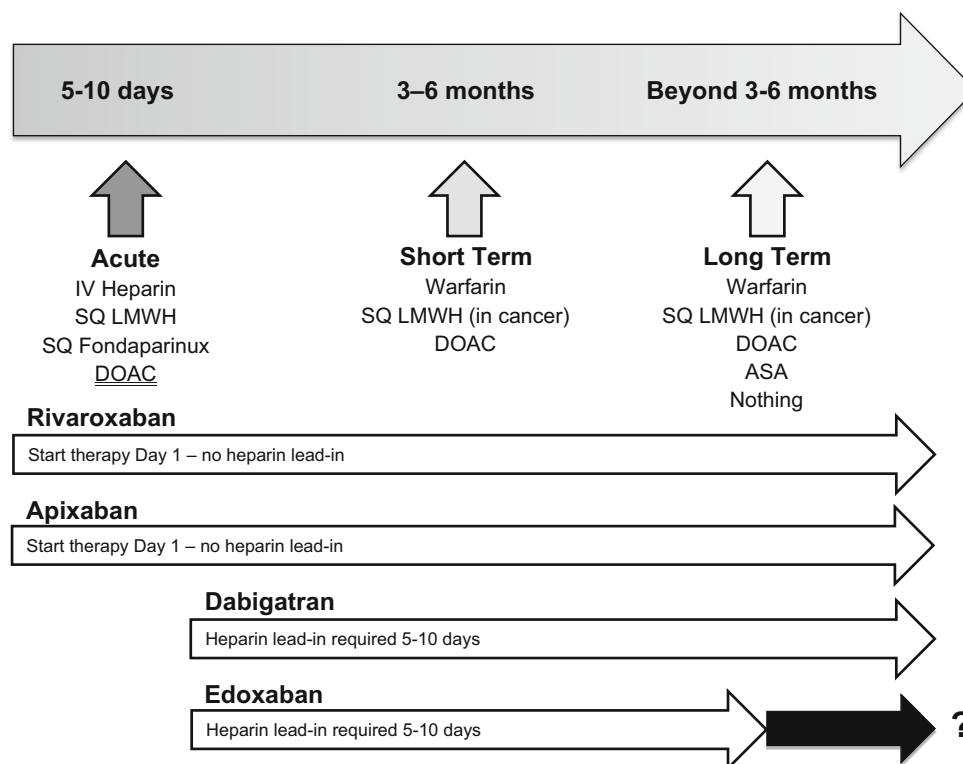 5-10 days
3–6 months
Beyond 3-6 months
Acute
IV Heparin
SQ LMWH
SQ Fondaparinux
DOAC
Short Term
Warfarin
SQ LMWH (in cancer)
DOAC
Long Term
Warfarin
SQ LMWH (in cancer)
DOAC
ASA
Nothing
Rivaroxaban
Start therapy Day 1 – no heparin lead-in
Apixaban
Start therapy Day 1 – no heparin lead-in
Dabigatran
Heparin lead-in required 5-10 days
Edoxaban
Heparin lead-in required 5-10 days
?